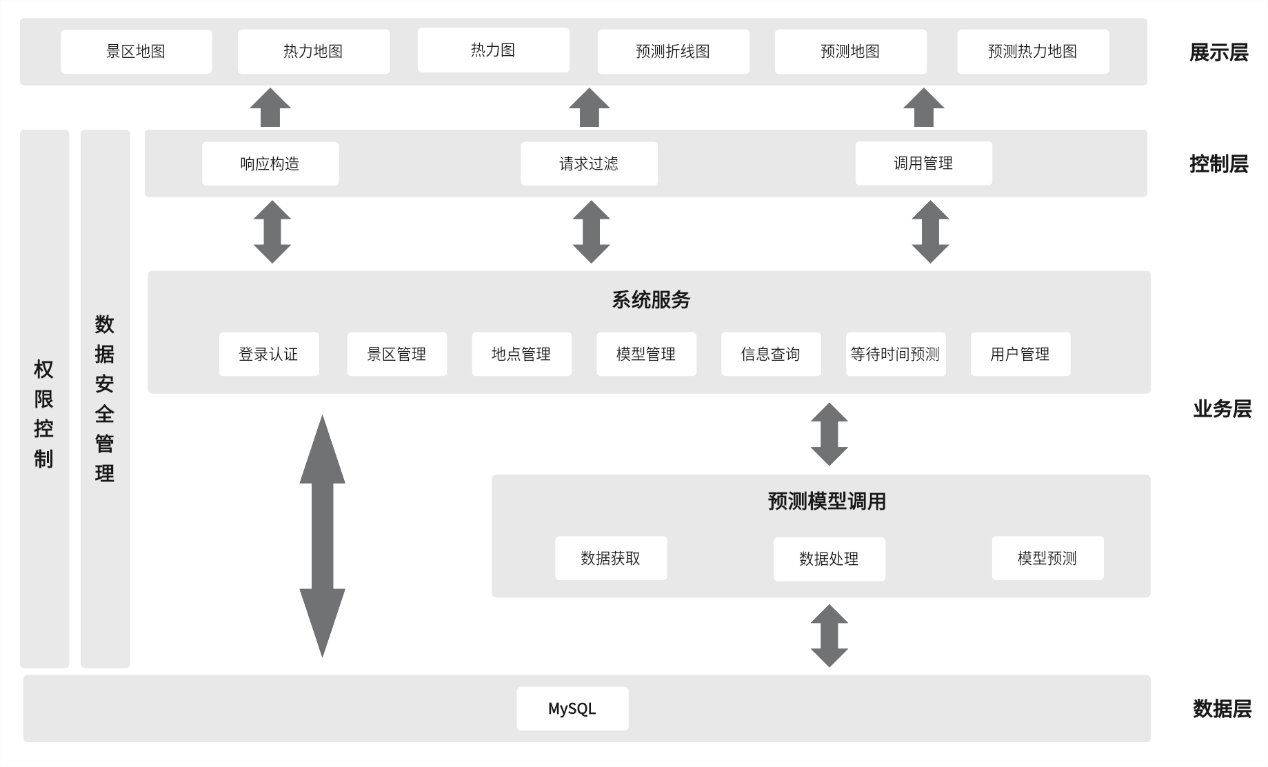 景区地图
热力地图
热力图
预测折线图
预测地图
预测热力地图
展示层
响应构造
请求过滤
调用管理
控制层
权限控制
数据安全管理
系统服务
登录认证
景区管理
地点管理
模型管理
信息查询
等待时间预测
用户管理
业务层
预测模型调用
数据获取
数据处理
模型预测
MySQL
数据层